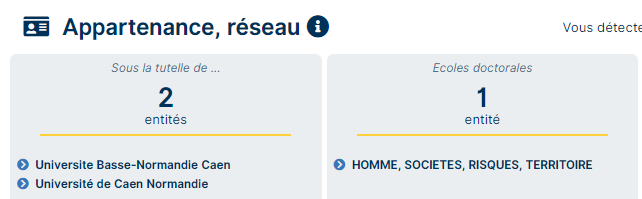 Appartenance, réseau
Vous détecte
Sous la tutelle de ...
2
entités
Universite Basse-Normandie Caen
Université de Caen Normandie
Ecoles doctorales
1
entité
HOMME, SOCIETES, RISQUES, TERRITOIRE